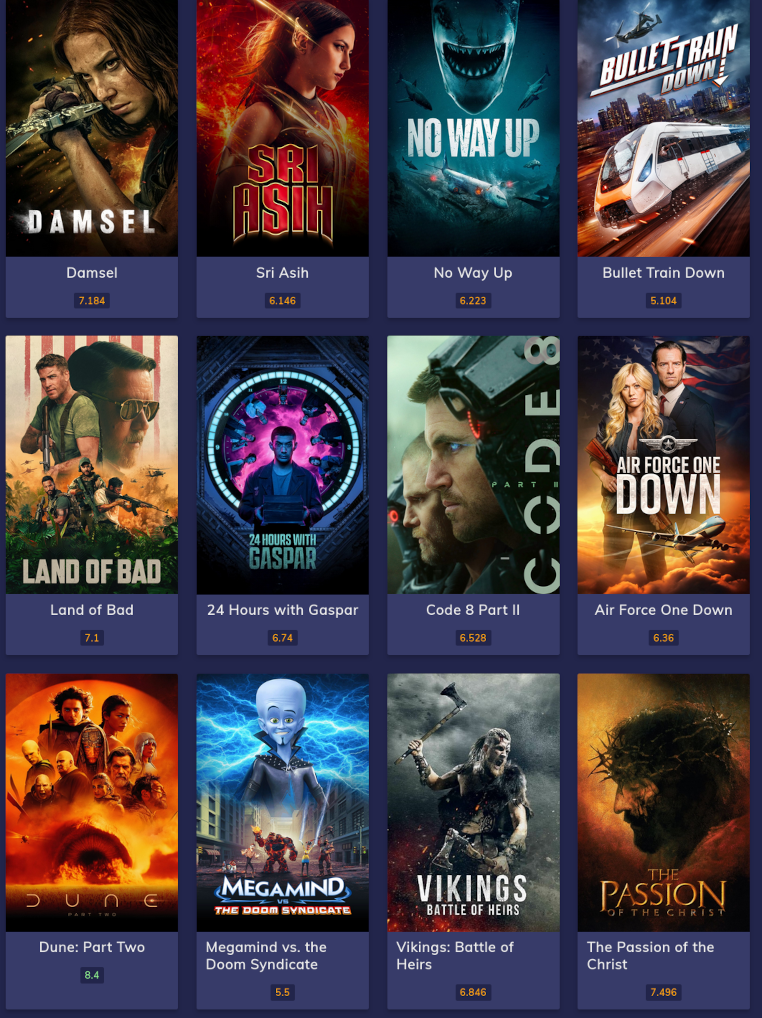 DAMSEL
SRI
ASIH
NO WAY UP
BULLET TRAIN
DOWN
Damsel
Sri Asih
No Way Up
Bullet Train Down
7.184
6.146
6.223
5.104
LAND OF BAD
24 HOURS WITH
GASPAR
CODE 8
PART II
AIR FORCE ONE
DOWN
Land of Bad
24 Hours with Gaspar
Code 8 Part II
Air Force One Down
7.1
6.74
6.528
6.36
DUNE
PART TWO
MEGAMIND
VS
THE DOOM SYNDICATE
VIKINGS
BATTLE OF HEIRS
THE
PASSION
OF THE CHRIST
Dune: Part Two
8.4
Megamind vs. the
Doom Syndicate
5.5
Vikings: Battle of
Heirs
6.846
The Passion of the
Christ
7.496